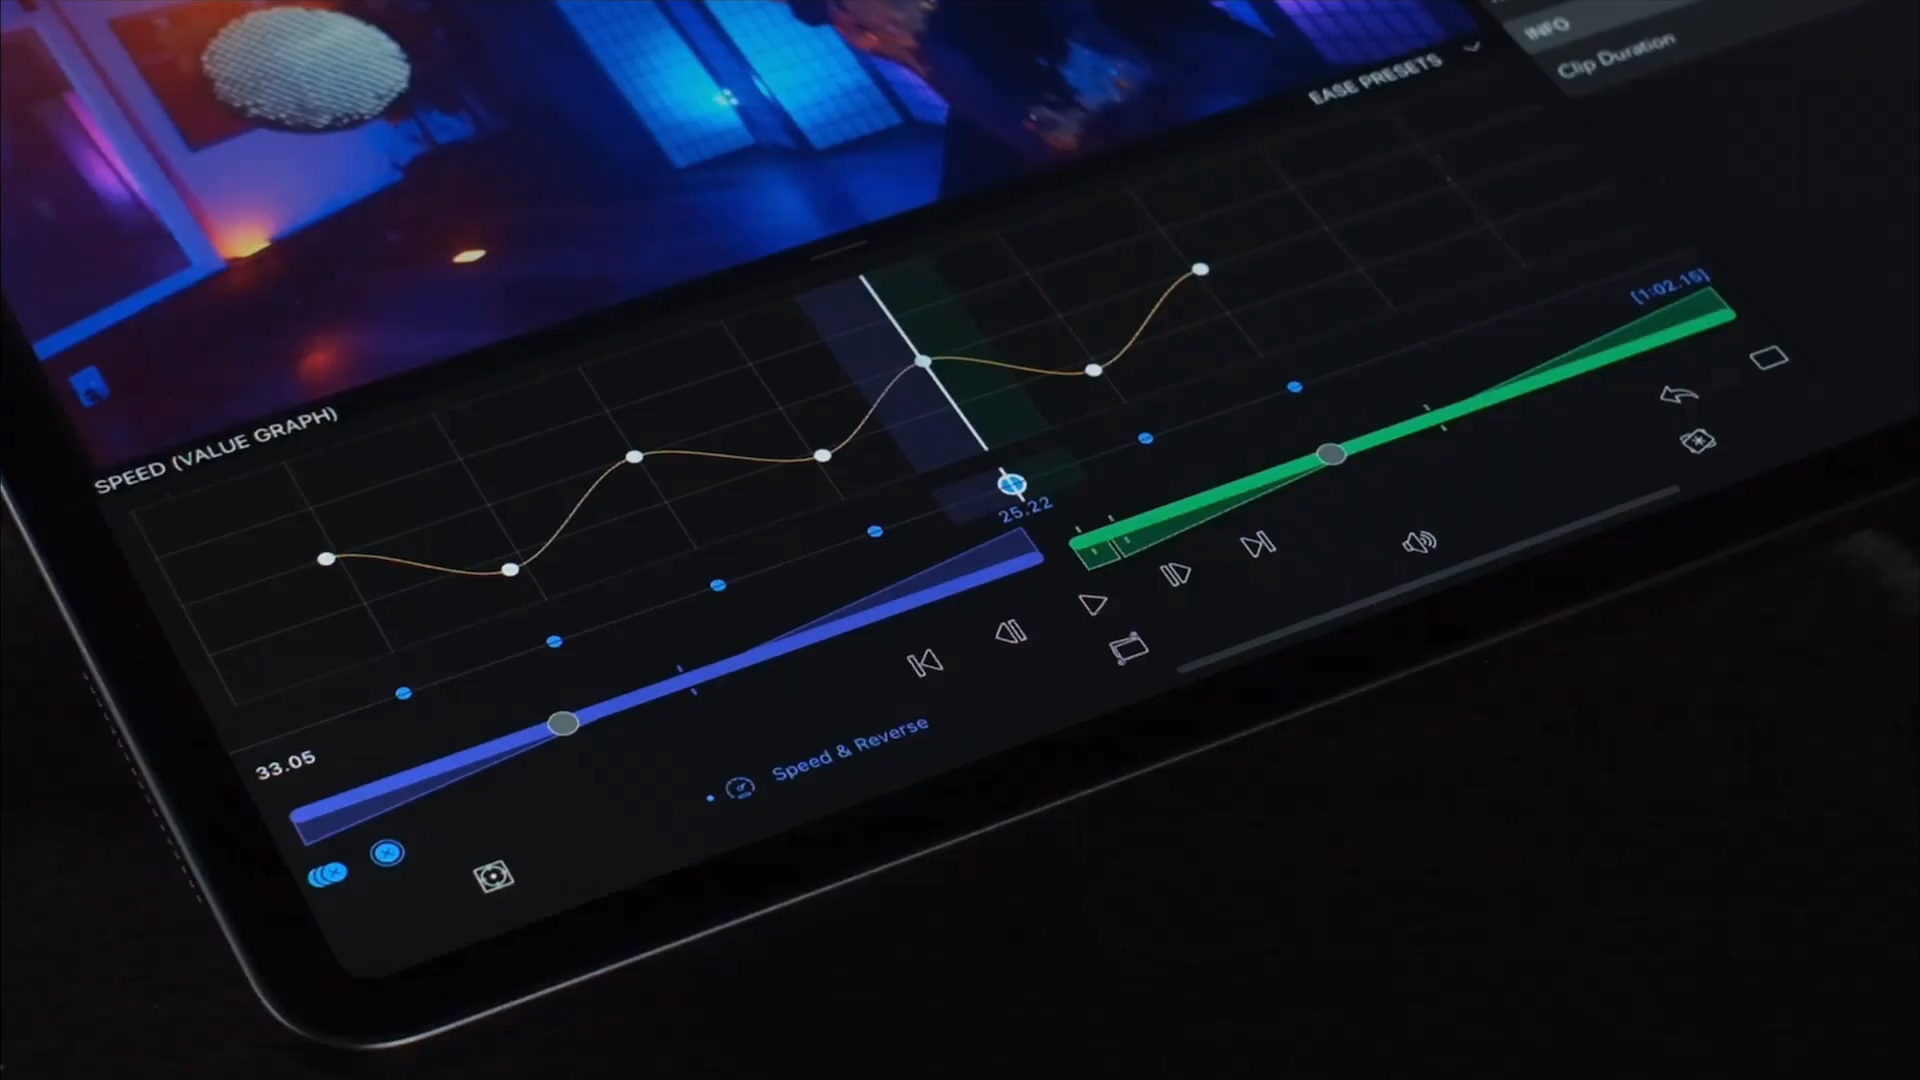 INFO
Clip Duration
EASE PRESETS
SPEED (VALUE GRAPH)
[1:02.15]
25.22
33.05
Speed & Reverse